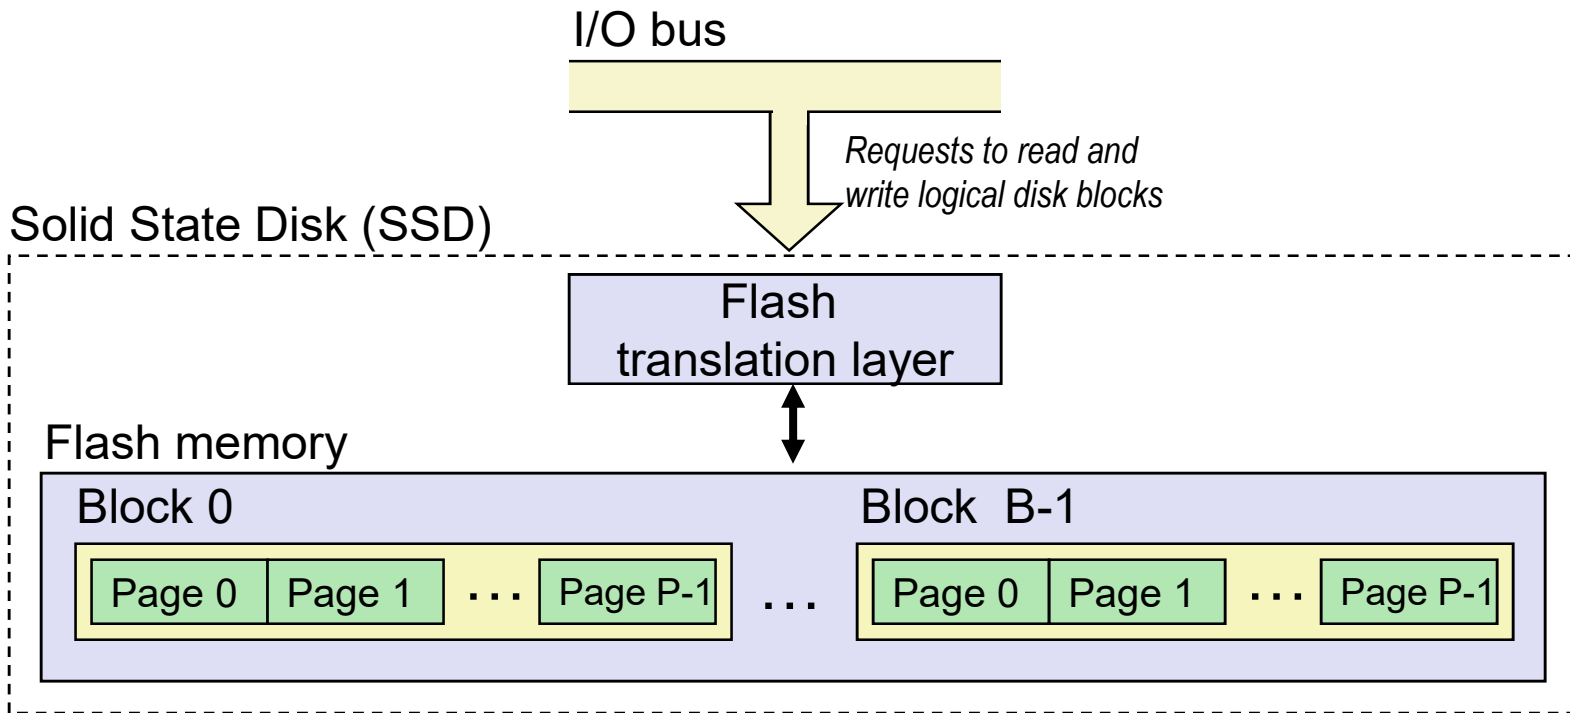 I/O bus
Requests to read and
write logical disk blocks
Solid State Disk (SSD)
Flash
translation layer
Flash memory
Block 0
Block B-1
Page 0 Page 1 ... Page P-1 ... Page 0 Page 1 ... Page P-1